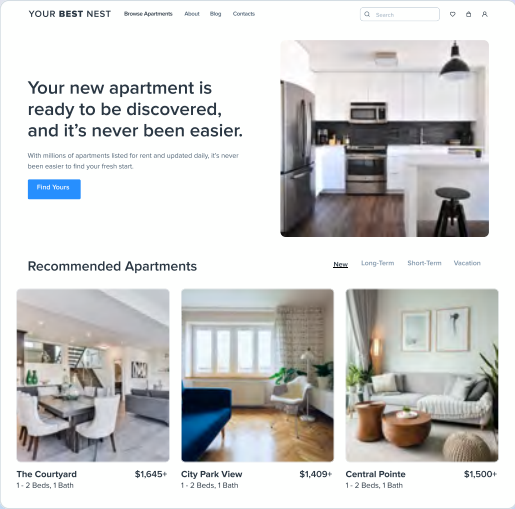 YOUR BEST NEST
Browse Apartments
About
Blog
Contacts
Search
Your new apartment is
ready to be discovered,
and it's never been easier.
With millions of apartments listed for rent and updated daily, it's never
been easier to find your fresh start.
Find Yours
Recommended Apartments
New
Long-Term
Short-Term
Vacation
The Courtyard
$1,645+
1 - 2 Beds, 1 Bath
City Park View
$1,409+
1 - 2 Beds, 1 Bath
Central Pointe
$1,500+
1 - 2 Beds, 1 Bath